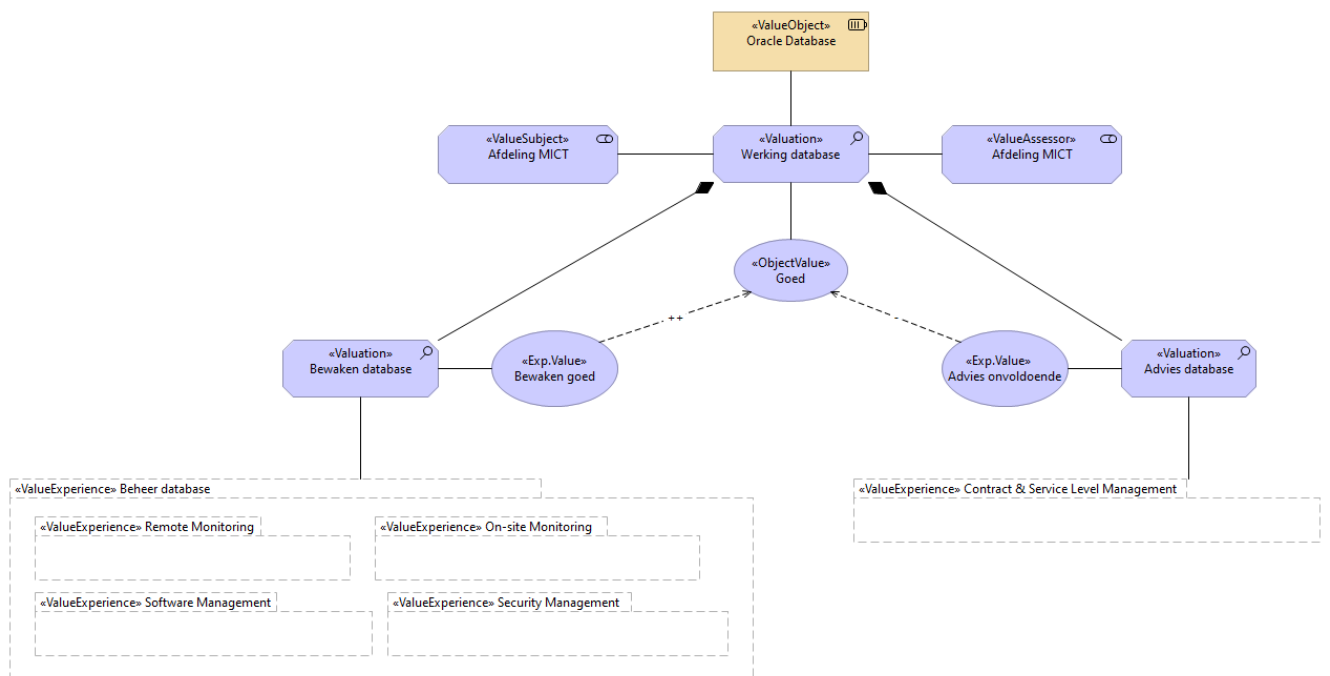 «ValueObject»
Oracle Database
«ValueSubject»
Afdeling MICT
«Valuation»
Werking database
«ValueAssessor»
Afdeling MICT
«ObjectValue»
Goed
++
-
«Valuation»
Bewaken database
«Exp.Value»
Bewaken goed
«Exp.Value»
Advies onvoldoende
«Valuation»
Advies database
«ValueExperience» Beheer database
«ValueExperience» Contract & Service Level Management
«ValueExperience» Remote Monitoring
«ValueExperience» On-site Monitoring
«ValueExperience» Software Management
«ValueExperience» Security Management